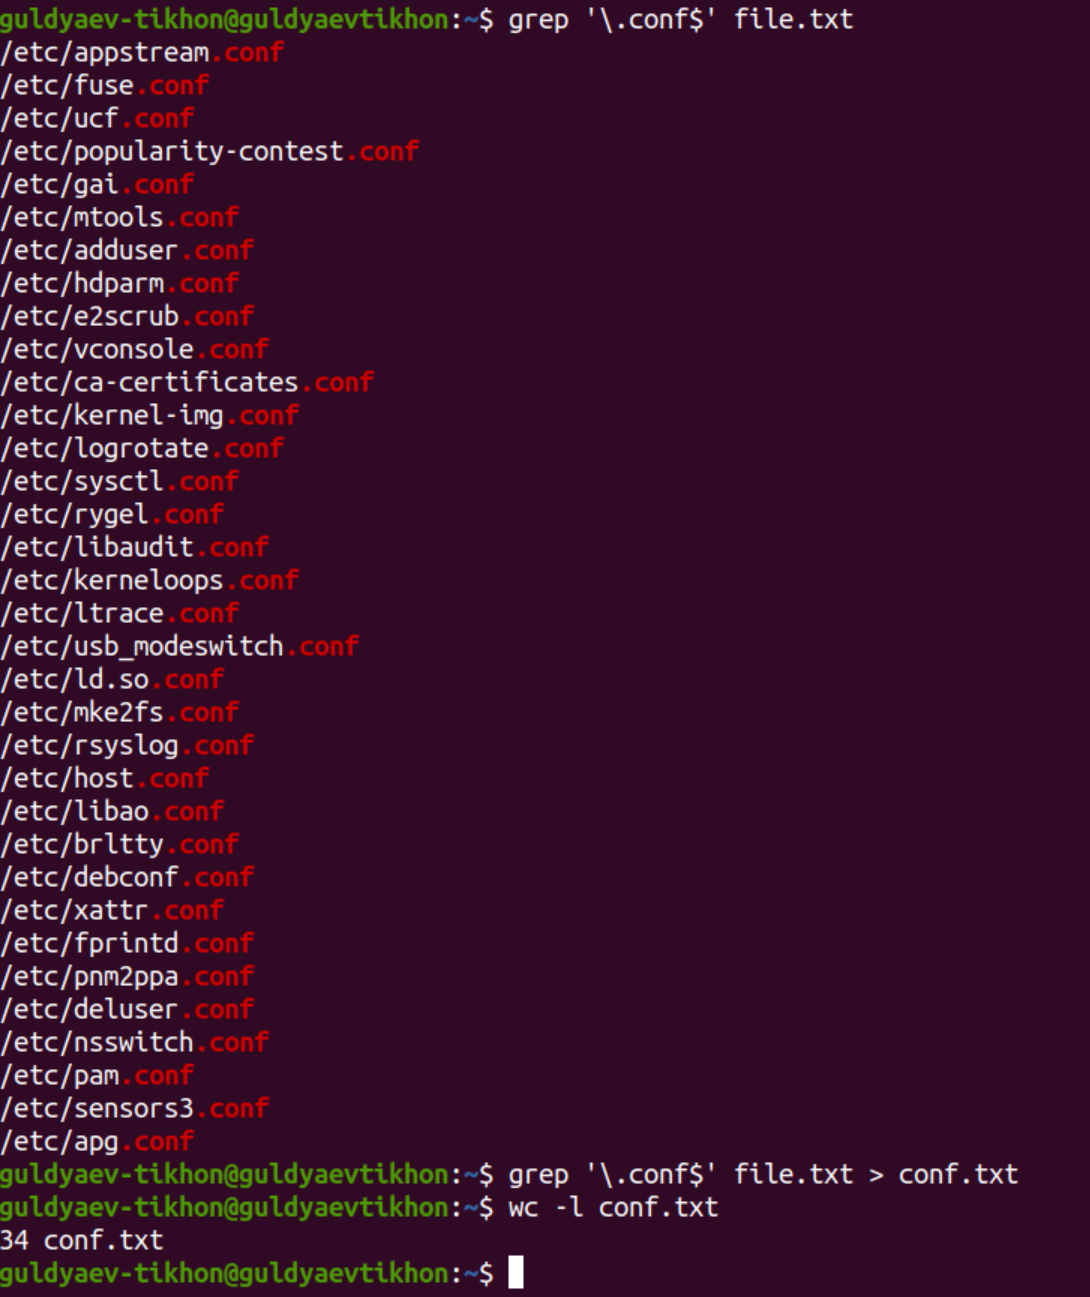 guldyaev-tikhon@guldyaevtikhon:~$ grep '\.conf$' file.txt
/etc/appstream.conf
/etc/fuse.conf
/etc/ucf.conf
/etc/popularity-contest.conf
/etc/gai.conf
/etc/mtools.conf
/etc/adduser.conf
/etc/hdparm.conf
/etc/e2scrub.conf
/etc/vconsole.conf
/etc/ca-certificates.conf
/etc/kernel-img.conf
/etc/logrotate.conf
/etc/sysctl.conf
/etc/rygel.conf
/etc/libaudit.conf
/etc/kerneloops.conf
/etc/ltrace.conf
/etc/usb_modeswitch.conf
/etc/ld.so.conf
/etc/mke2fs.conf
/etc/rsyslog.conf
/etc/host.conf
/etc/libao.conf
/etc/brltty.conf
/etc/debconf.conf
/etc/xattr.conf
/etc/fprintd.conf
/etc/pnm2ppa.conf
/etc/deluser.conf
/etc/nsswitch.conf
/etc/pam.conf
/etc/sensors3.conf
/etc/apg.conf
guldyaev-tikhon@guldyaevtikhon:~$ grep '\.conf$' file.txt > conf.txt
guldyaev-tikhon@guldyaevtikhon:~$ wc -l conf.txt
34 conf.txt
guldyaev-tikhon@guldyaevtikhon:~$